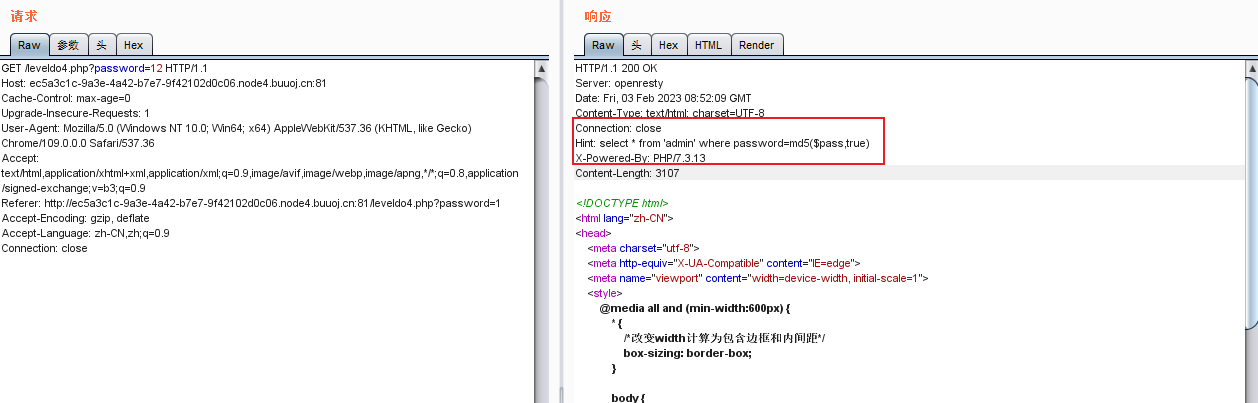 请求
Raw 参数 头 Hex
GET /leveldo4.php?password=12 HTTP/1.1
Host: ec5a3c1c-9a3e-4a42-b7e7-9f42102d0c06.node4.buuoj.cn:81
Cache-Control: max-age=0
Upgrade-Insecure-Requests: 1
User-Agent: Mozilla/5.0 (Windows NT 10.0; Win64; x64) AppleWebKit/537.36 (KHTML, like Gecko)
Chrome/109.0.0.0 Safari/537.36
Accept:
text/html,application/xhtml+xml,application/xml;q=0.9,image/avif,image/webp,image/apng,*/*;q=0.8,application
/signed-exchange;v=b3;q=0.9
Referer: http://ec5a3c1c-9a3e-4a42-b7e7-9f42102d0c06.node4.buuoj.cn:81/leveldo4.php?password=1
Accept-Encoding: gzip, deflate
Accept-Language: zh-CN,zh;q=0.9
Connection: close
响应
Raw 头 Hex HTML Render
HTTP/1.1 200 OK
Server: openresty
Date: Fri, 03 Feb 2023 08:52:09 GMT
Content-Type: text/html; charset=UTF-8
Connection: close
Hint: select * from 'admin' where password=md5($pass,true)
X-Powered-By: PHP/7.3.13
Content-Length: 3107
<!DOCTYPE html>
<html lang="zh-CN">
<head>
<meta charset="utf-8">
<meta http-equiv="X-UA-Compatible" content="IE=edge">
<meta name="viewport" content="width=device-width, initial-scale=1">
<style>
@media all and (min-width:600px) {
* {
/*改变width计算为包含边框和内间距*/
box-sizing: border-box;
}
body {